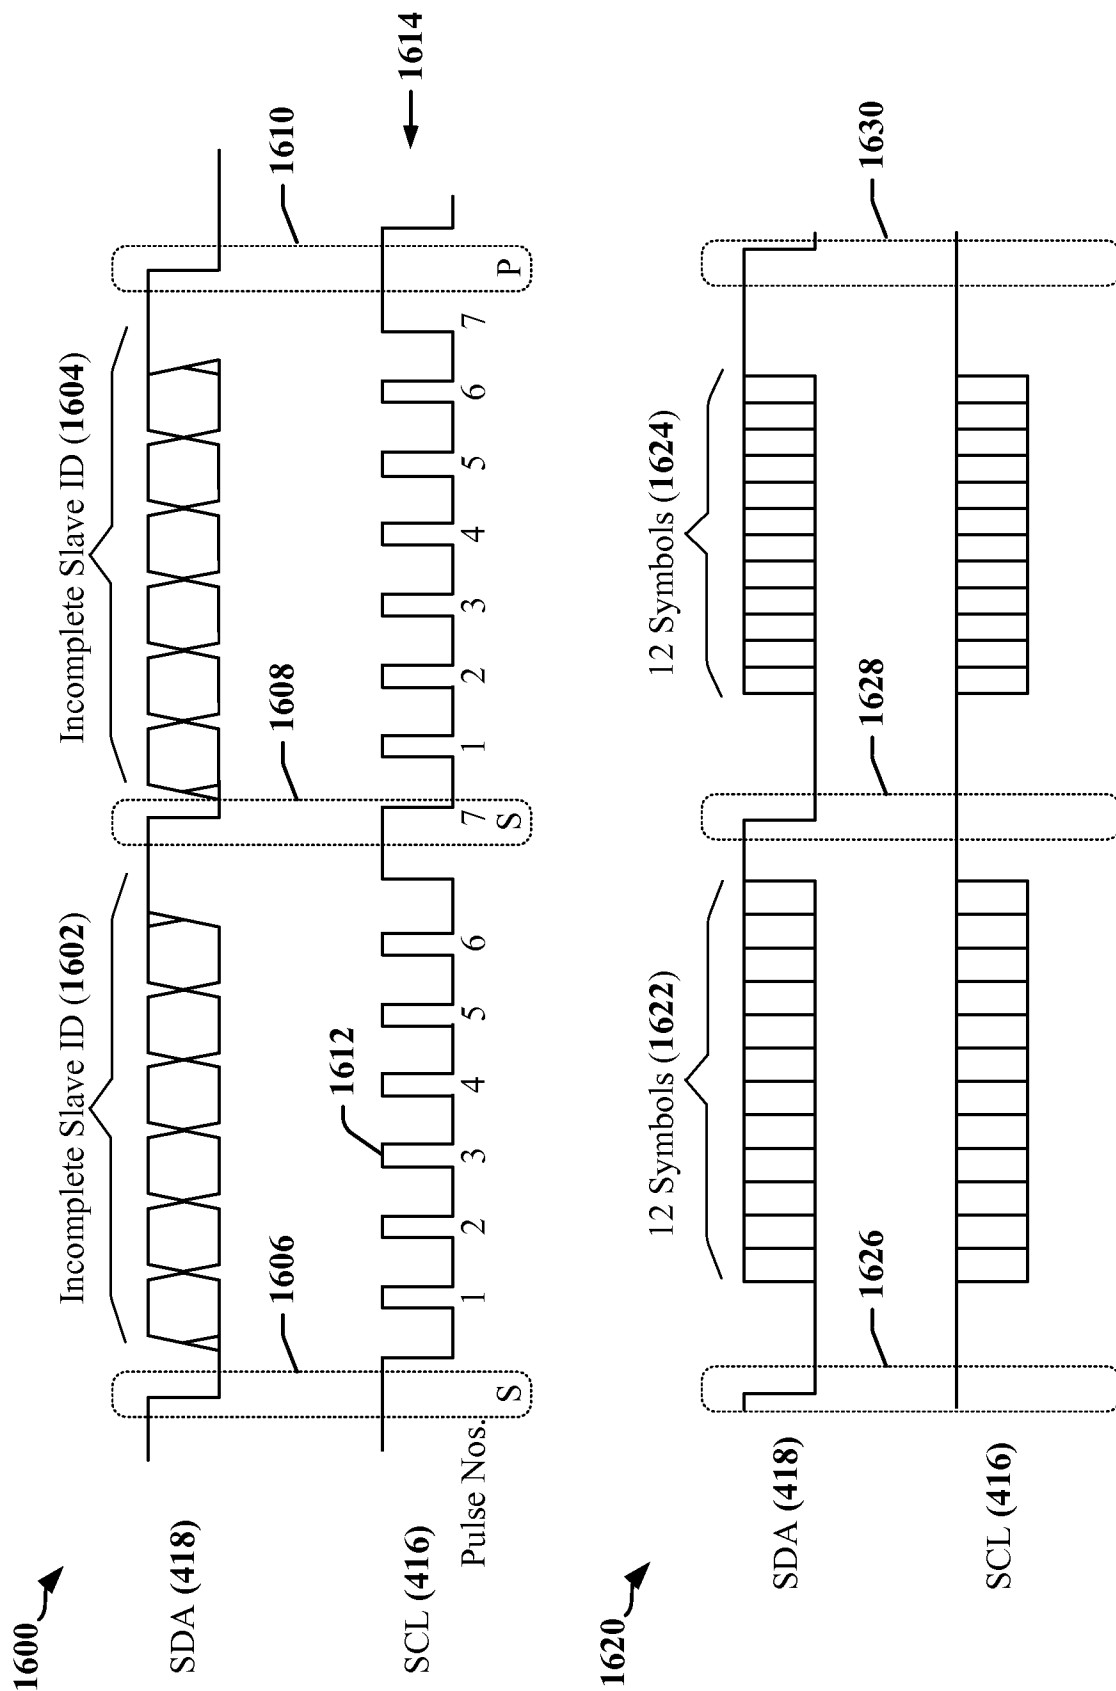 1600
Incomplete Slave ID (1602)
Incomplete Slave ID (1604)
SDA (418)
1606
1608
1610
1612
1614
SCL (416)
Pulse Nos.
1 2 3 4 5 6 7 1 2 3 4 5 6 7
S S P
1620
12 Symbols (1622)
12 Symbols (1624)
SDA (418)
1626
1628
1630
SCL (416)